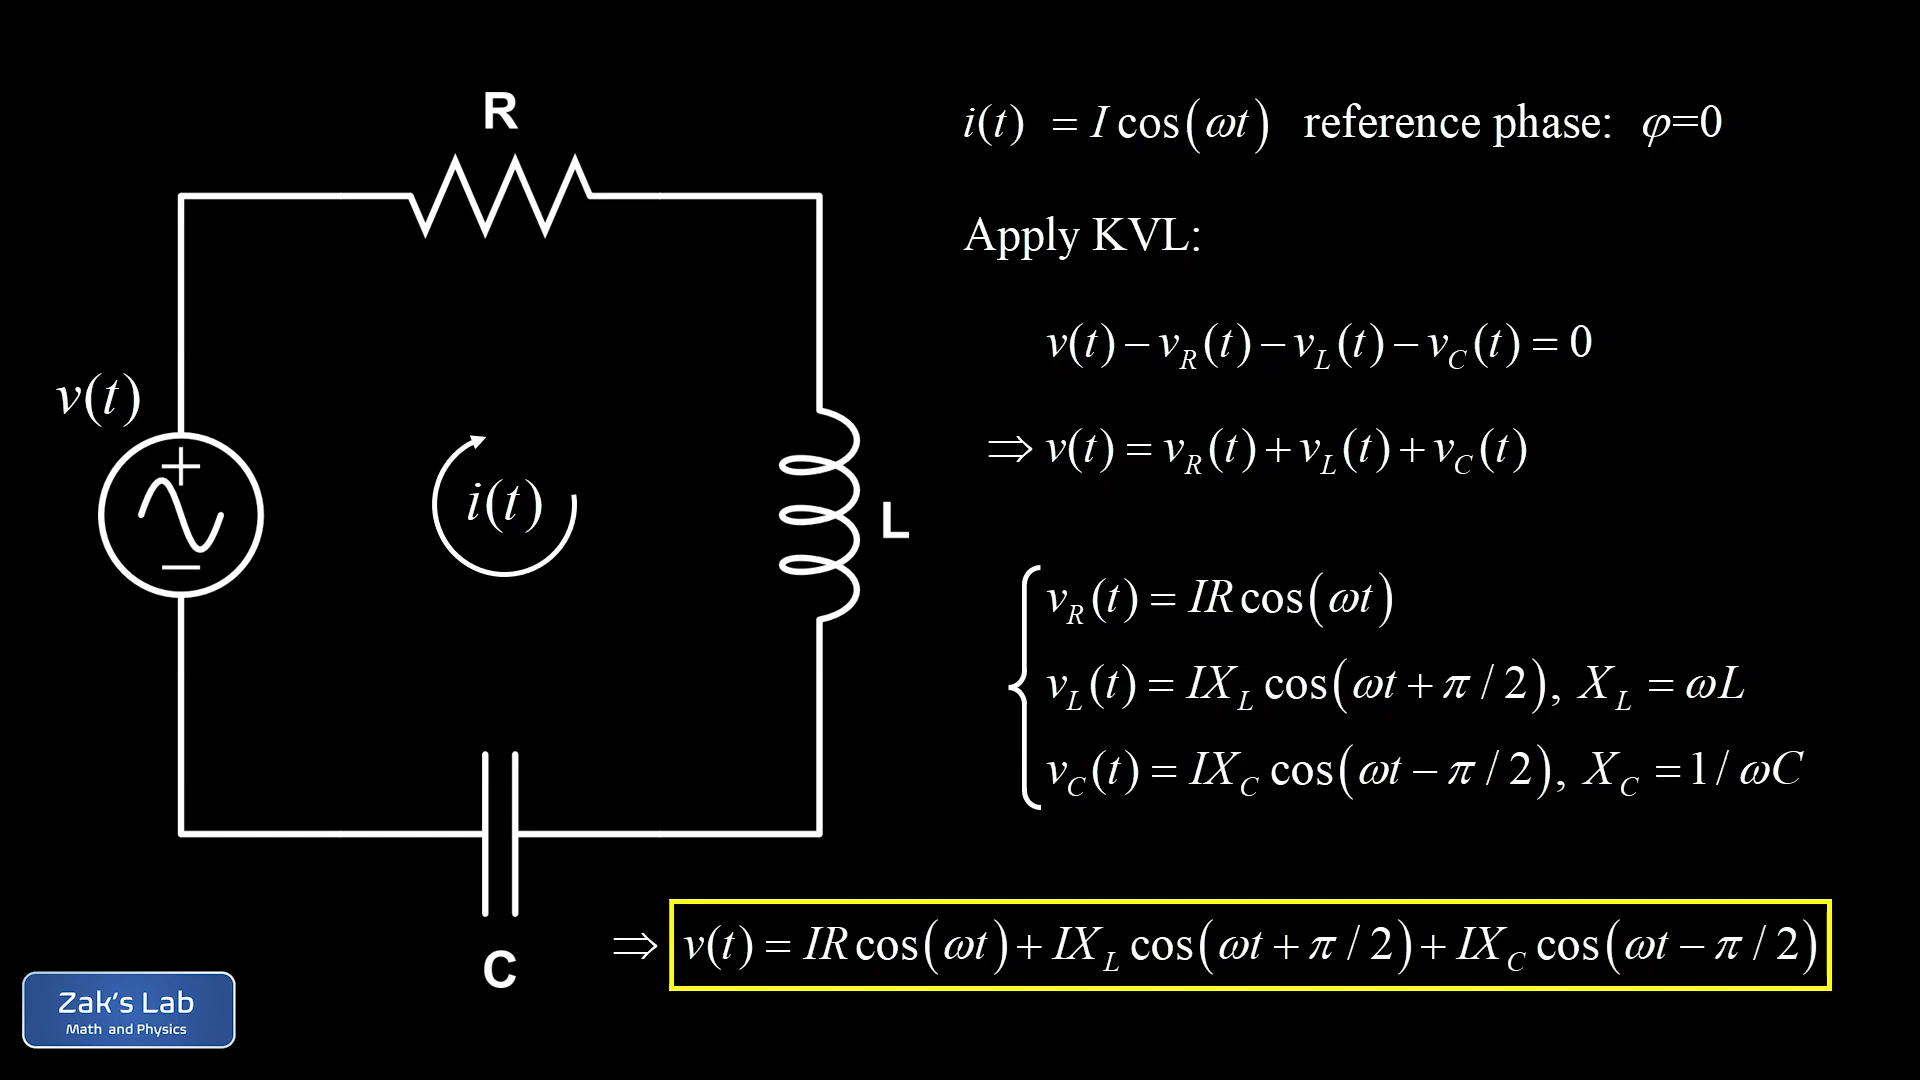 R
i(t) = I cos(ωt) reference phase: φ=0
Apply KVL:
v(t) − v_R(t) − v_L(t) − v_C(t) = 0
v(t)
⇒ v(t) = v_R(t) + v_L(t) + v_C(t)
+
i(t)
L
−
v_R(t) = IR cos(ωt)
v_L(t) = IX_L cos(ωt + π / 2), X_L = ωL
v_C(t) = IX_C cos(ωt − π / 2), X_C = 1 / ωC
⇒ v(t) = IR cos(ωt) + IX_L cos(ωt + π / 2) + IX_C cos(ωt − π / 2)
C
Zak's Lab
Math and Physics